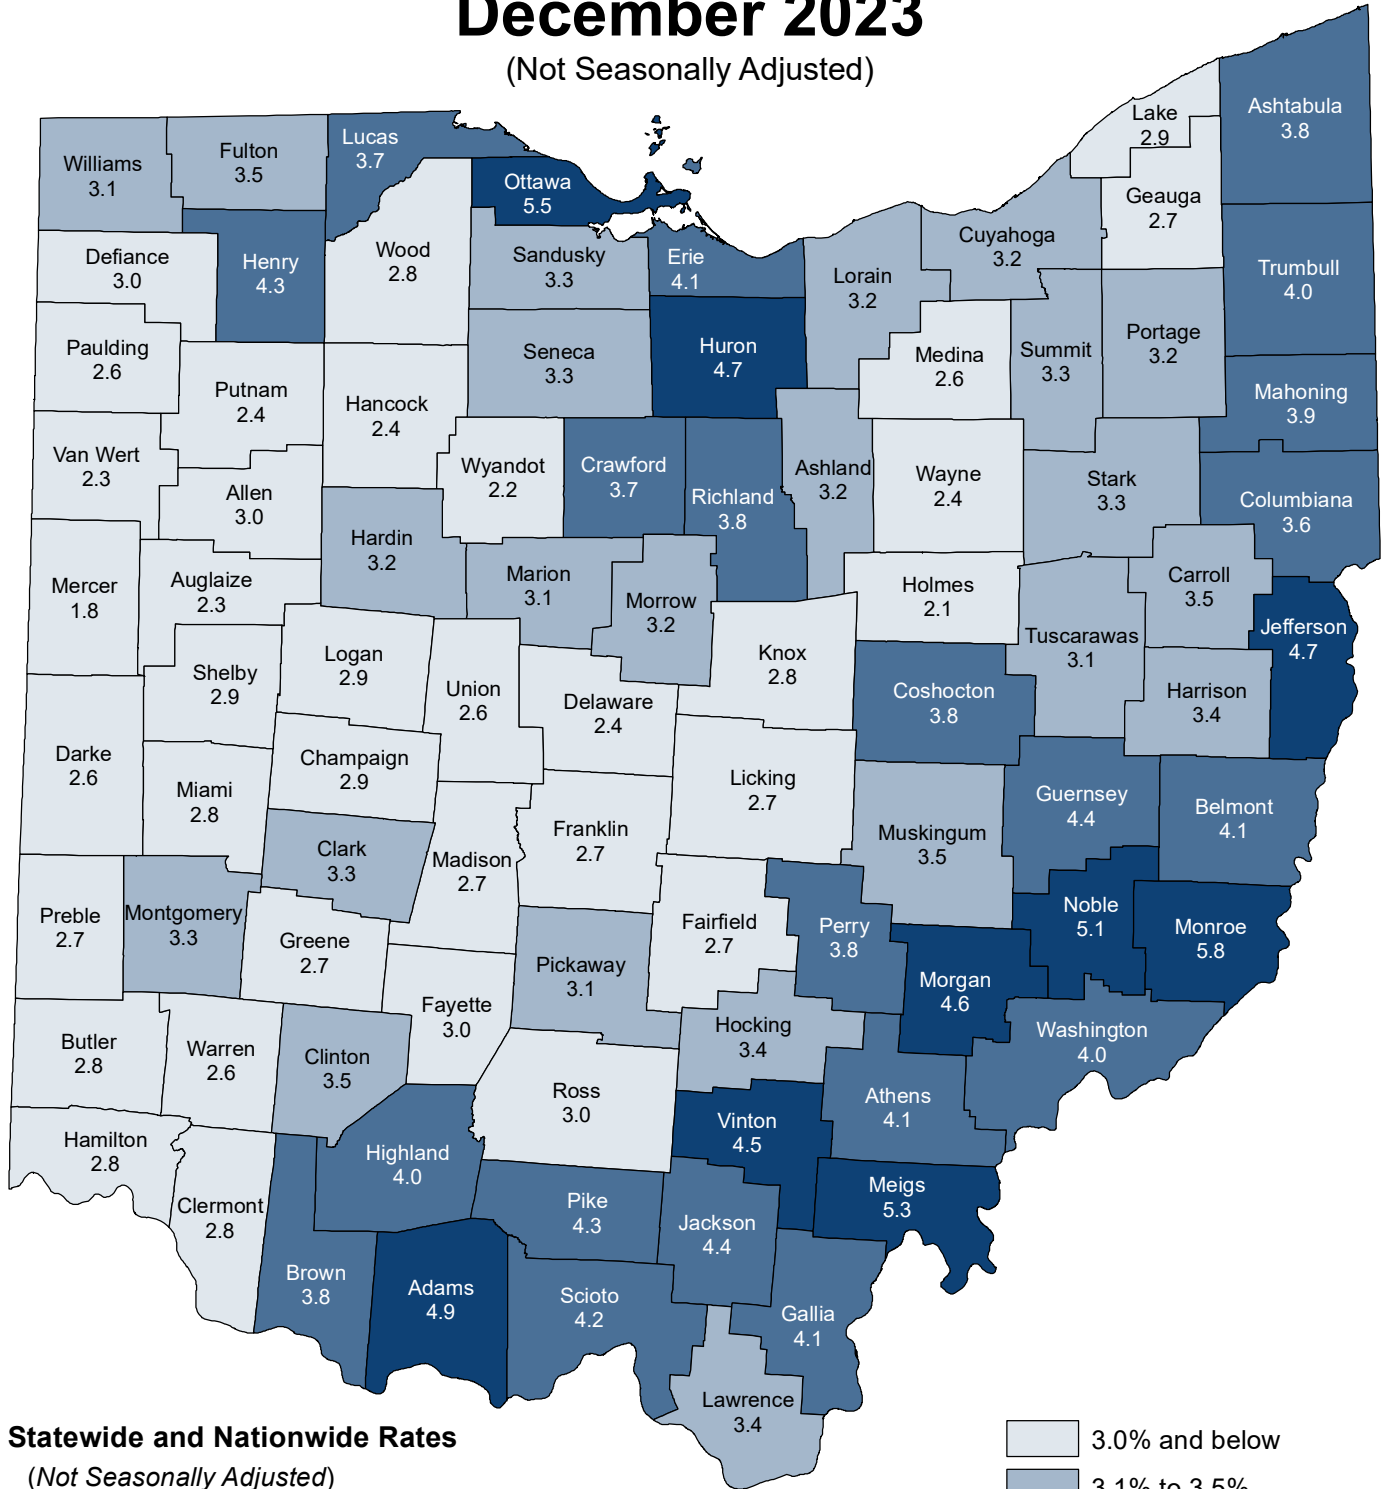 December 2023
(Not Seasonally Adjusted)
Lake
2.9
Ashtabula
3.8
Williams
3.1
Fulton
3.5
Lucas
3.7
Ottawa
5.5
Geauga
2.7
Defiance
3.0
Henry
4.3
Wood
2.8
Sandusky
3.3
Erie
4.1
Lorain
3.2
Cuyahoga
3.2
Trumbull
4.0
Paulding
2.6
Putnam
2.4
Hancock
2.4
Seneca
3.3
Huron
4.7
Medina
2.6
Summit
3.3
Portage
3.2
Mahoning
3.9
Van Wert
2.3
Allen
3.0
Wyandot
2.2
Crawford
3.7
Richland
3.8
Ashland
3.2
Wayne
2.4
Stark
3.3
Columbiana
3.6
Mercer
1.8
Auglaize
2.3
Hardin
3.2
Marion
3.1
Morrow
3.2
Holmes
2.1
Tuscarawas
3.1
Carroll
3.5
Jefferson
4.7
Shelby
2.9
Logan
2.9
Union
2.6
Delaware
2.4
Knox
2.8
Coshocton
3.8
Harrison
3.4
Darke
2.6
Miami
2.8
Champaign
2.9
Licking
2.7
Muskingum
3.5
Guernsey
4.4
Belmont
4.1
Clark
3.3
Madison
2.7
Franklin
2.7
Preble
2.7
Montgomery
3.3
Greene
2.7
Fayette
3.0
Pickaway
3.1
Fairfield
2.7
Perry
3.8
Morgan
4.6
Noble
5.1
Monroe
5.8
Butler
2.8
Warren
2.6
Clinton
3.5
Ross
3.0
Hocking
3.4
Athens
4.1
Washington
4.0
Hamilton
2.8
Clermont
2.8
Highland
4.0
Pike
4.3
Vinton
4.5
Jackson
4.4
Meigs
5.3
Brown
3.8
Adams
4.9
Scioto
4.2
Gallia
4.1
Lawrence
3.4
Statewide and Nationwide Rates
(Not Seasonally Adjusted)
3.0% and below
3.1% to 3.5%